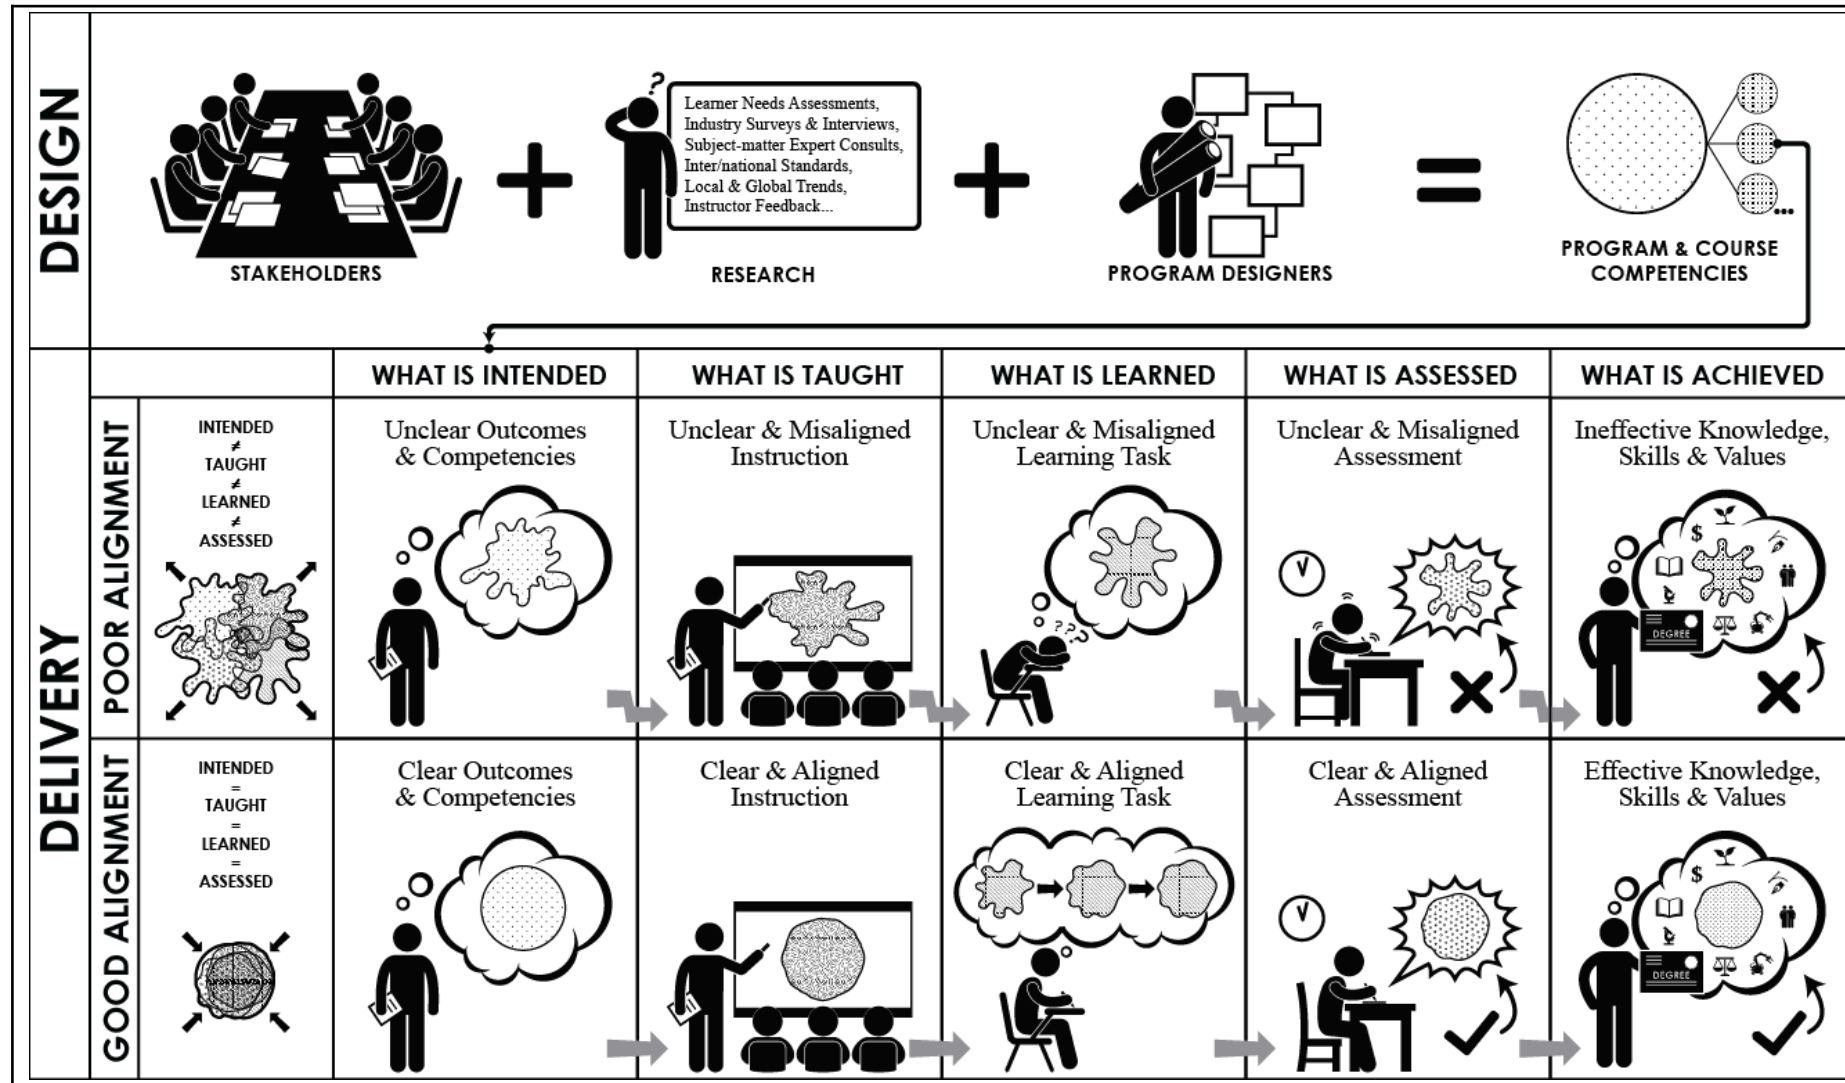 DESIGN
?
Learner Needs Assessments,
Industry Surveys & Interviews,
Subject-matter Expert Consults,
Inter/national Standards,
Local & Global Trends,
Instructor Feedback...
STAKEHOLDERS
RESEARCH
PROGRAM DESIGNERS
PROGRAM & COURSE
COMPETENCIES
DELIVERY
WHAT IS INTENDED
WHAT IS TAUGHT
WHAT IS LEARNED
WHAT IS ASSESSED
WHAT IS ACHIEVED
POOR ALIGNMENT
INTENDED
≠
TAUGHT
≠
LEARNED
≠
ASSESSED
Unclear Outcomes
& Competencies
Unclear & Misaligned
Instruction
Unclear & Misaligned
Learning Task
???
Unclear & Misaligned
Assessment
Ineffective Knowledge,
Skills & Values
$
DEGREE
GOOD ALIGNMENT
INTENDED
=
TAUGHT
=
LEARNED
=
ASSESSED
Clear Outcomes
& Competencies
Clear & Aligned
Instruction
Clear & Aligned
Learning Task
Clear & Aligned
Assessment
Effective Knowledge,
Skills & Values
$
DEGREE